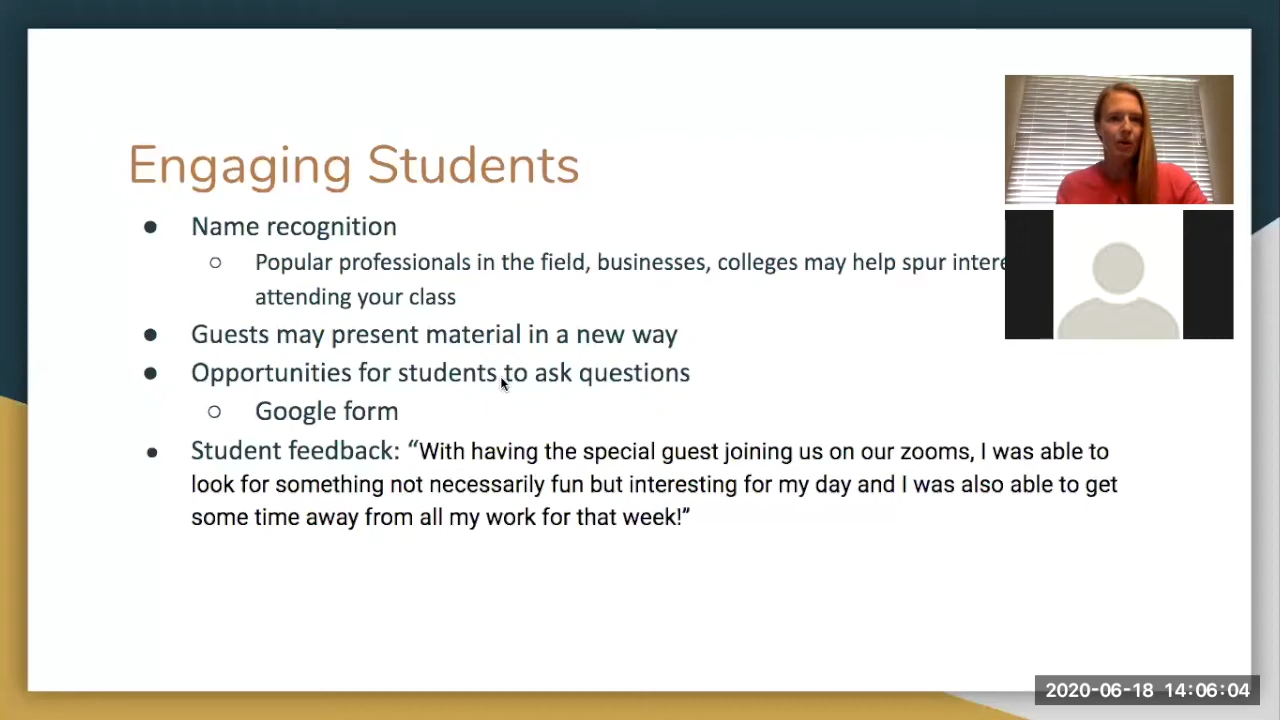 Engaging Students
● Name recognition
○ Popular professionals in the field, businesses, colleges may help spur
attending your class
● Guests may present material in a new way
● Opportunities for students to ask questions
○ Google form
● Student feedback: “With having the special guest joining us on our zooms, I was able to
look for something not necessarily fun but interesting for my day and I was also able to get
some time away from all my work for that week!”
2020-06-18 14:06:04